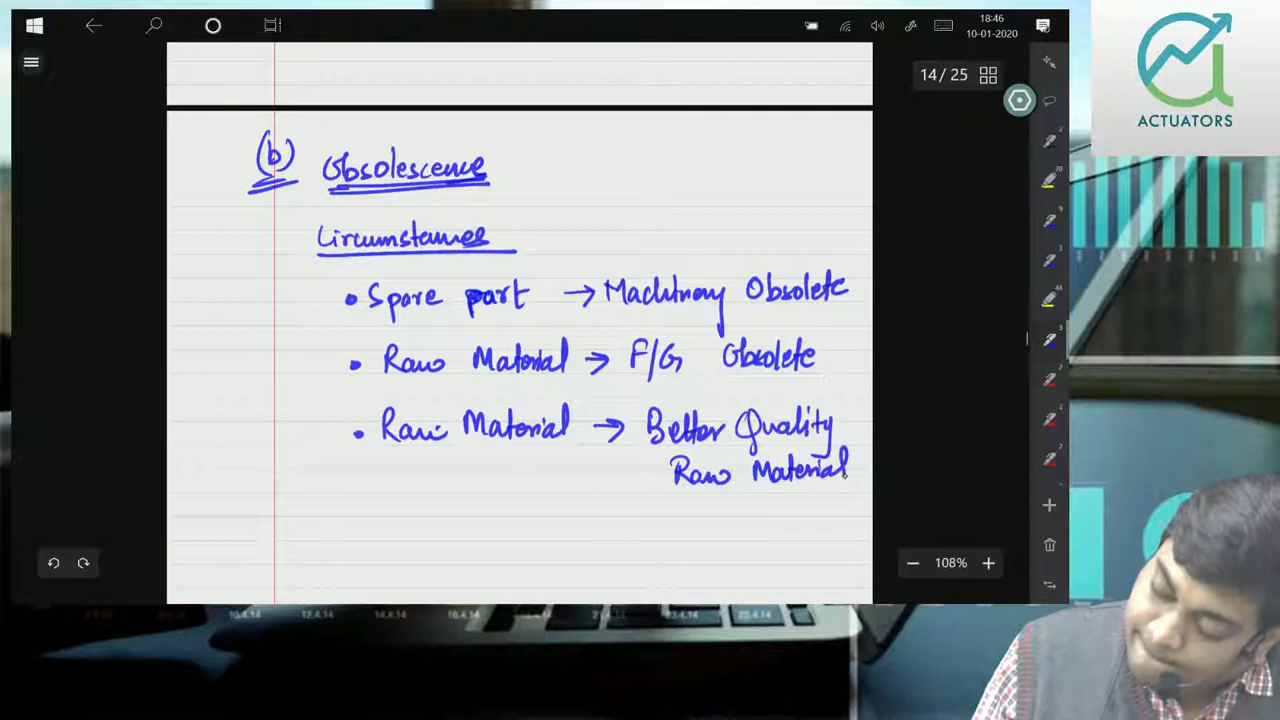 18:46
10-01-2020
14 / 25
ACTUATORS
(b) Obsolescence
Circumstances
• Spare part → Machinery Obsolete
• Raw Material → F/G Obsolete
• Raw Material → Better Quality
Raw Material
108%